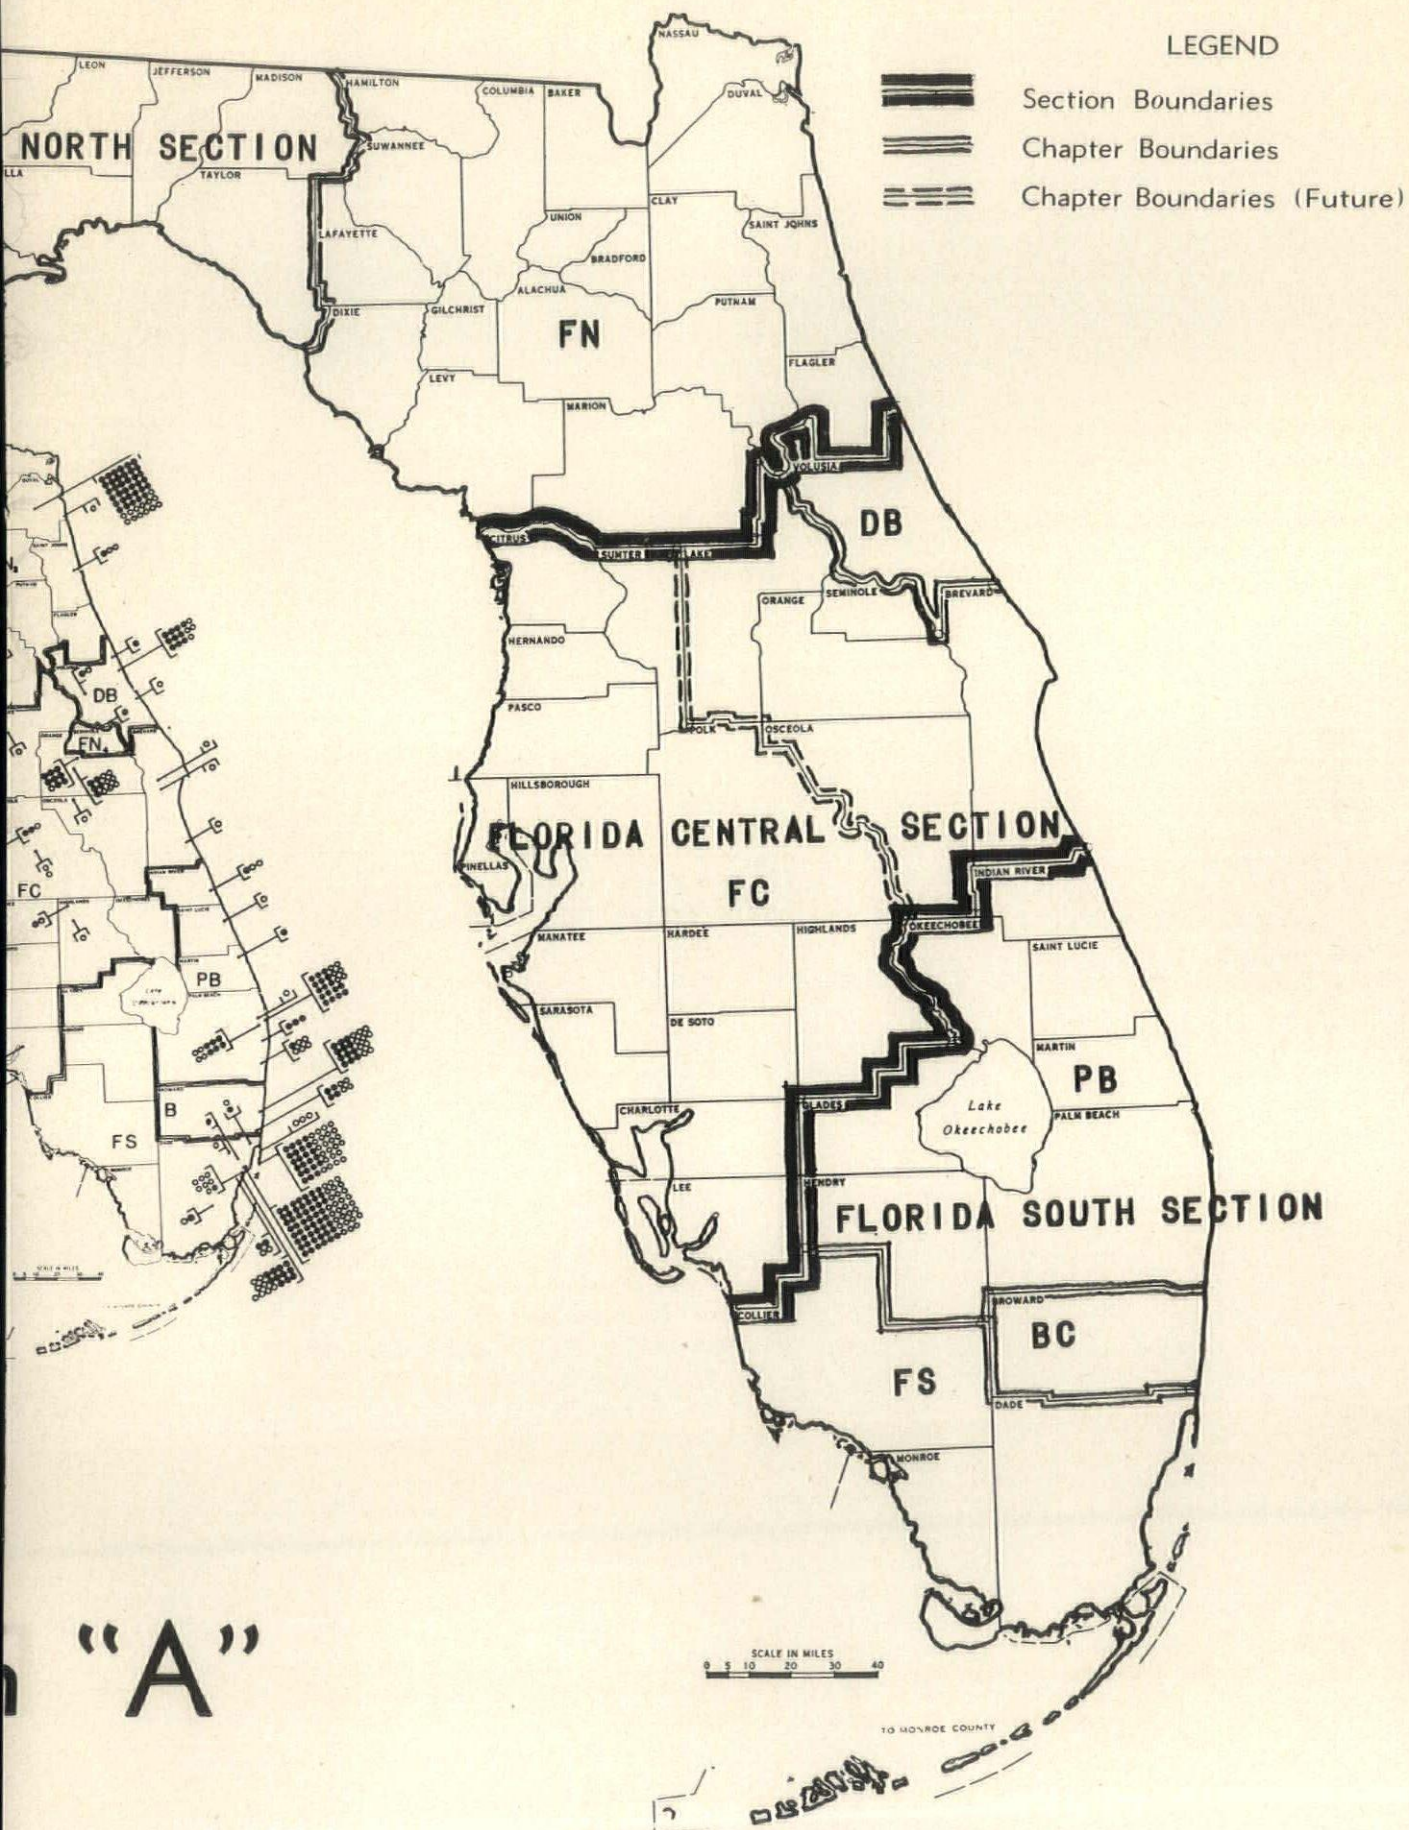 LEGEND
Section Boundaries
Chapter Boundaries
Chapter Boundaries (Future)
NASSAU
LEON
JEFFERSON
MADISON
HAMILTON
COLUMBIA
BAKER
DUVAL
NORTH SECTION
SUWANNEE
LLA
TAYLOR
CLAY
UNION
SAINT JOHNS
LAFAYETTE
BRADFORD
ALACHUA
PUTNAM
DIXIE
GILCHRIST
FN
FLAGLER
LEVY
MARION
VOLUSIA
DB
CITRUS
SUMTER
LAKE
ORANGE
SEMINOLE
BREVARD
HERNANDO
PASCO
POLK
OSCEOLA
HILLSBOROUGH
FLORIDA CENTRAL SECTION
PINELLAS
INDIAN RIVER
FC
OKEECHOBEE
MANATEE
HARDEE
HIGHLANDS
SAINT LUCIE
SARASOTA
DE SOTO
MARTIN
PB
GLADES
CHARLOTTE
Lake
Okeechobee
PALM BEACH
LEE
HENDRY
FLORIDA SOUTH SECTION
BROWARD
COLLIER
BC
FS
DADE
MONROE
DB
FN
FC
PB
B
FS
SCALE IN MILES
"A"
SCALE IN MILES
0 5 10 20 30 40
TO MONROE COUNTY